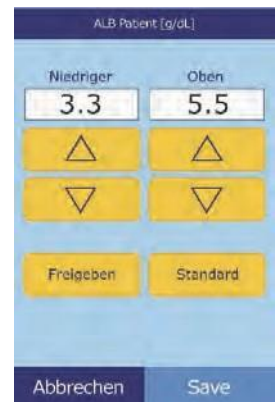 ALB Patient [g/dL]
Niedriger Oben
3.3 5.5
Freigeben Standard
Abbrechen Save